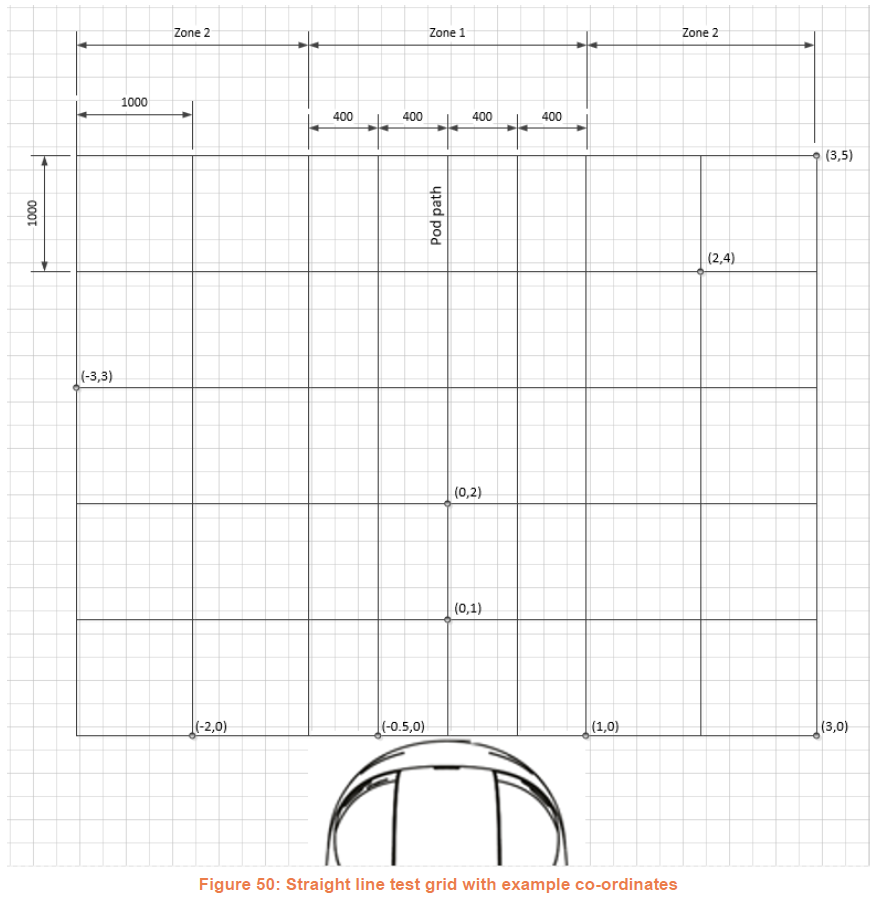 Zone 2 Zone 1 Zone 2
1000
400 400 400 400
(3,5)
1000
Pod path
(2,4)
(-3,3)
(0,2)
(0,1)
(-2,0) (-0.5,0) (1,0) (3,0)
Figure 50: Straight line test grid with example co-ordinates